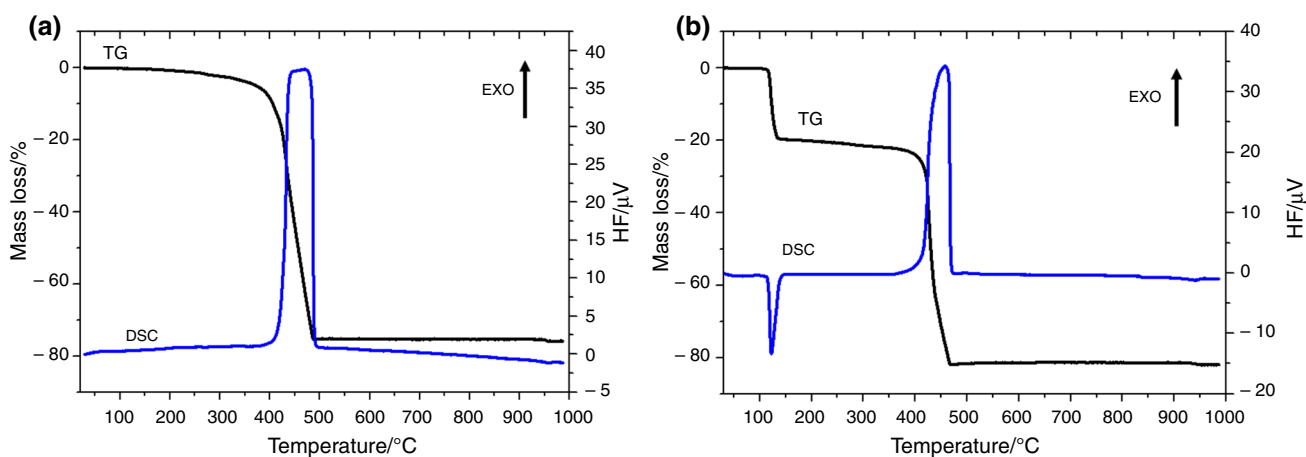 (a)
TG
EXO
DSC
Mass loss/%
0
– 20
– 40
– 60
– 80
100 200 300 400 500 600 700 800 900 1000
Temperature/°C
40
35
30
25
20
15
10
5
0
– 5
HF/μV
(b)
TG
EXO
DSC
Mass loss/%
0
– 20
– 40
– 60
– 80
100 200 300 400 500 600 700 800 900 1000
Temperature/°C
40
30
20
10
0
– 10
– 20
HF/μV